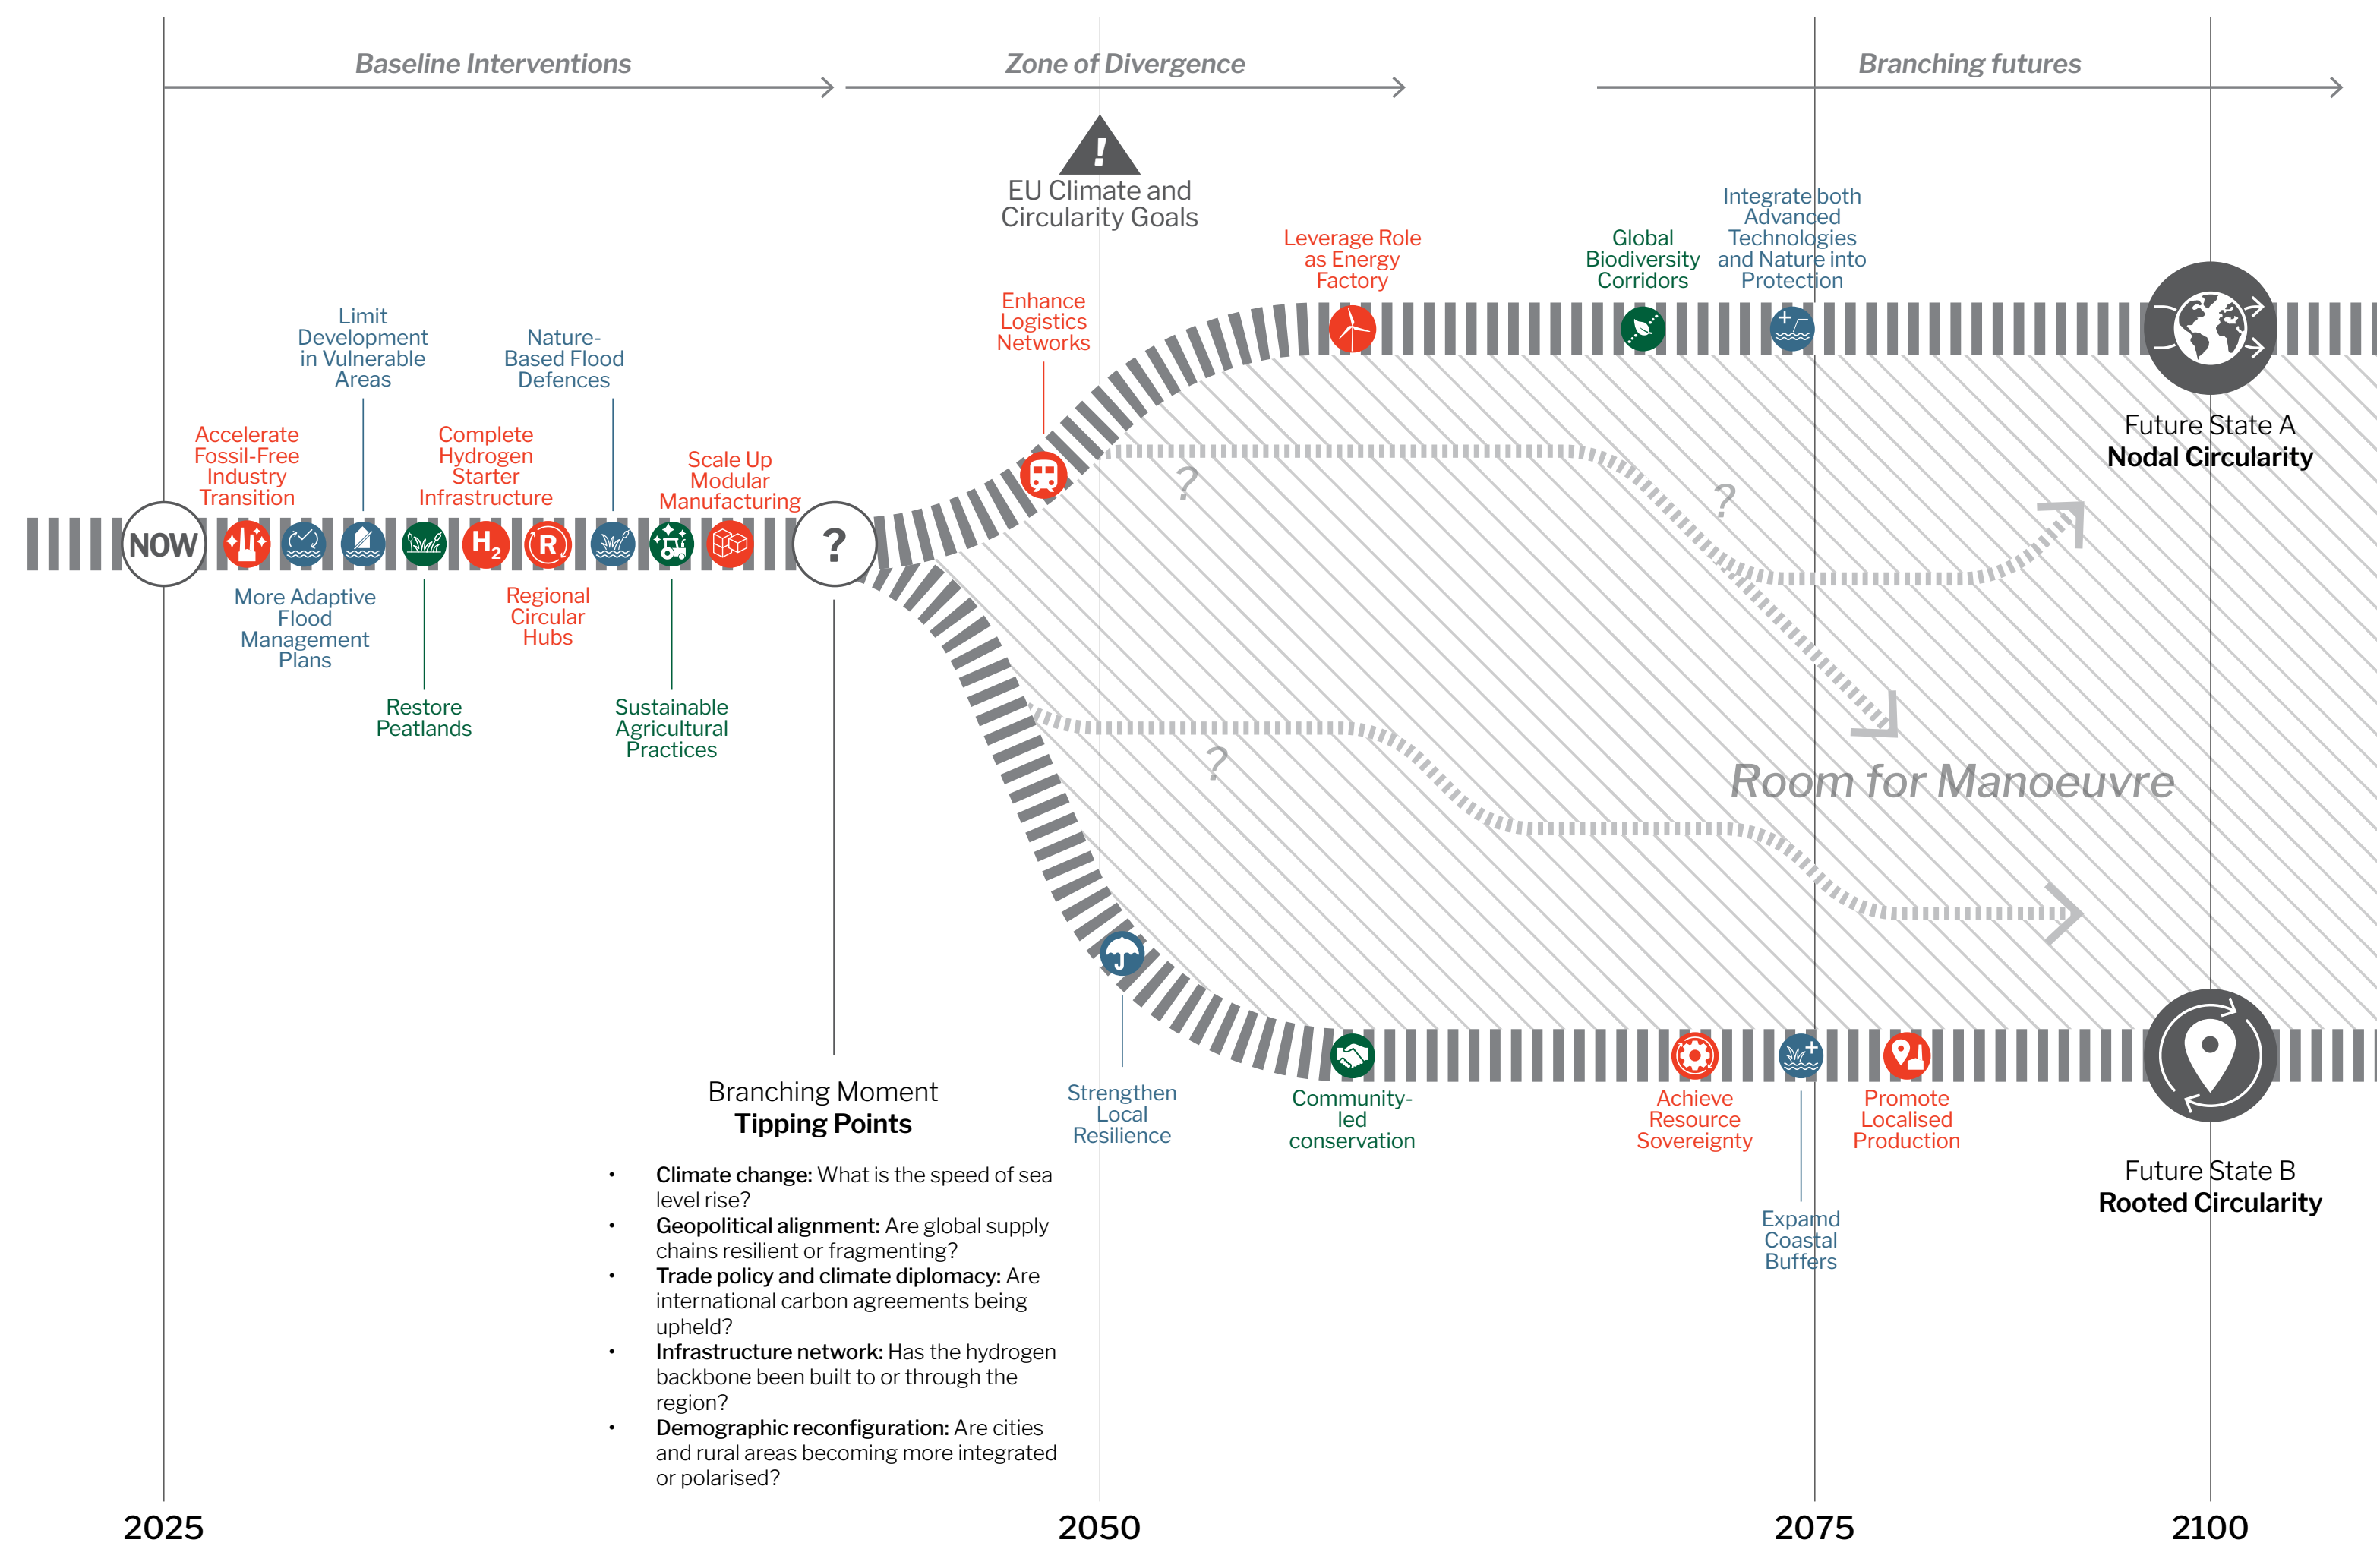 Baseline Interventions
Zone of Divergence
Branching futures
!
EU Climate and
Circularity Goals
Integrate both
Advanced
Technologies
and Nature into
Protection
Leverage Role
as Energy
Factory
Global
Biodiversity
Corridors
Enhance
Logistics
Networks
Limit
Development
in Vulnerable
Areas
Nature-
Based Flood
Defences
Accelerate
Fossil-Free
Industry
Transition
Complete
Hydrogen
Starter
Infrastructure
Scale Up
Modular
Manufacturing
Future State A
Nodal Circularity
?
?
NOW
H2
R
?
More Adaptive
Flood
Management
Plans
Regional
Circular
Hubs
Restore
Peatlands
Sustainable
Agricultural
Practices
?
Room for Manoeuvre
Branching Moment
Tipping Points
• Climate change: What is the speed of sea
level rise?
• Geopolitical alignment: Are global supply
chains resilient or fragmenting?
• Trade policy and climate diplomacy: Are
international carbon agreements being
upheld?
• Infrastructure network: Has the hydrogen
backbone been built to or through the
region?
• Demographic reconfiguration: Are cities
and rural areas becoming more integrated
or polarised?
Strengthen
Local
Resilience
Community-
led
conservation
Achieve
Resource
Sovereignty
Promote
Localised
Production
Expamd
Coastal
Buffers
Future State B
Rooted Circularity
2025
2050
2075
2100